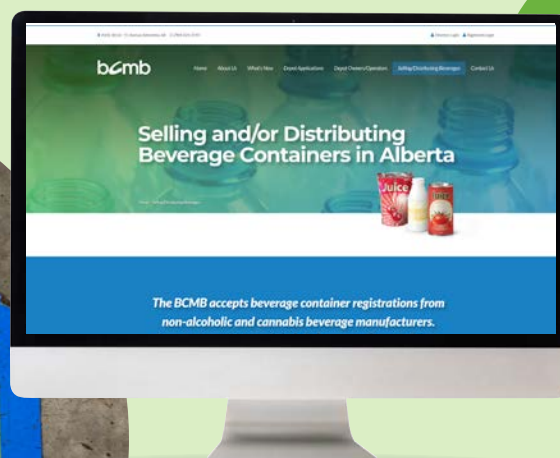 bcmb
Home About Us What's New Depot Applications Depot Owners/Operators Selling/Distributing Beverages Contact Us
Selling and/or Distributing
Beverage Containers in Alberta
Juice
The BCMB accepts beverage container registrations from
non-alcoholic and cannabis beverage manufacturers.